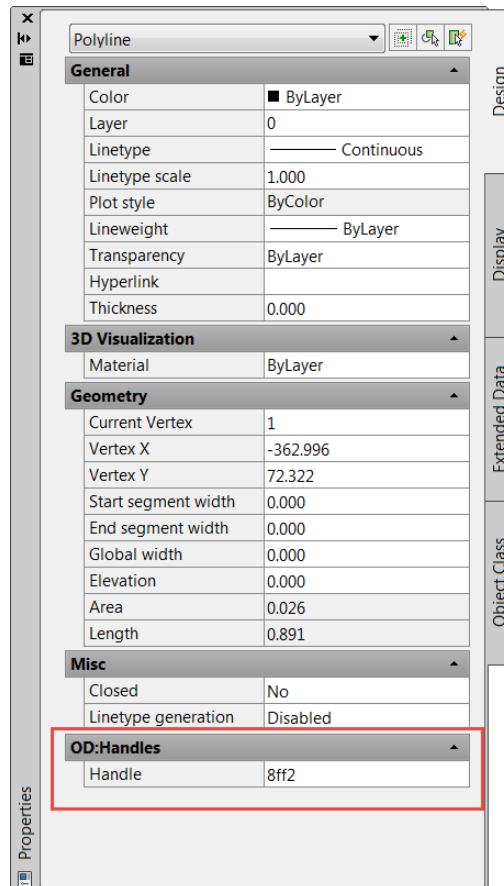 Polyline
General
Color ByLayer
Layer 0
Linetype Continuous
Linetype scale 1.000
Plot style ByColor
Lineweight ByLayer
Transparency ByLayer
Hyperlink
Thickness 0.000
3D Visualization
Material ByLayer
Geometry
Current Vertex 1
Vertex X -362.996
Vertex Y 72.322
Start segment width 0.000
End segment width 0.000
Global width 0.000
Elevation 0.000
Area 0.026
Length 0.891
Misc
Closed No
Linetype generation Disabled
OD:Handles
Handle 8ff2
Properties
Design
Display
Extended Data
Object Class